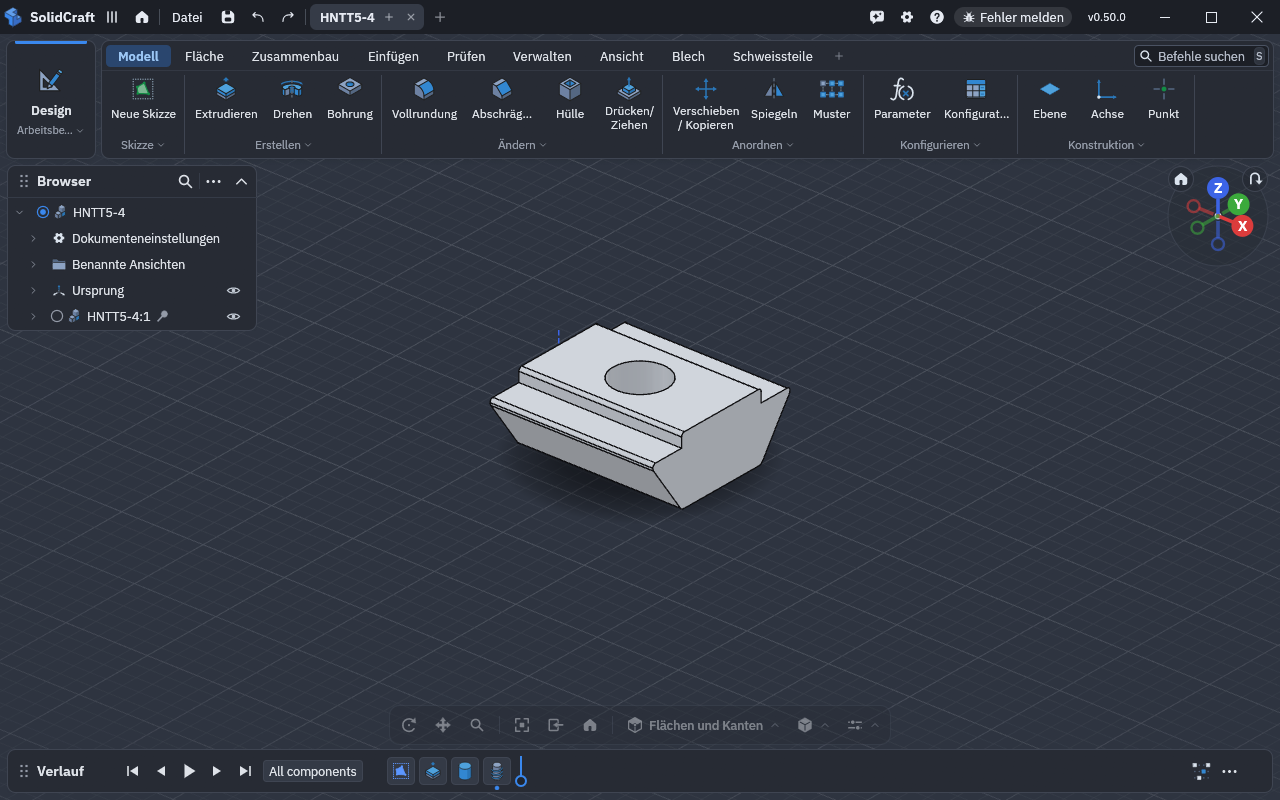 SolidCraft
Datei
HNTT5-4
Fehler melden
v0.50.0
Design
Arbeitsbe...
Modell
Fläche
Zusammenbau
Einfügen
Prüfen
Verwalten
Ansicht
Blech
Schweissteile
Befehle suchen
S
Neue Skizze
Extrudieren
Drehen
Bohrung
Vollrundung
Abschräg...
Hülle
Drücken/
Ziehen
Verschieben
/ Kopieren
Spiegeln
Muster
Parameter
Konfigurat...
Ebene
Achse
Punkt
Skizze
Erstellen
Ändern
Anordnen
Konfigurieren
Konstruktion
Browser
HNTT5-4
Dokumenteneinstellungen
Benannte Ansichten
Ursprung
HNTT5-4:1
Z
Y
X
Flächen und Kanten
Verlauf
All components